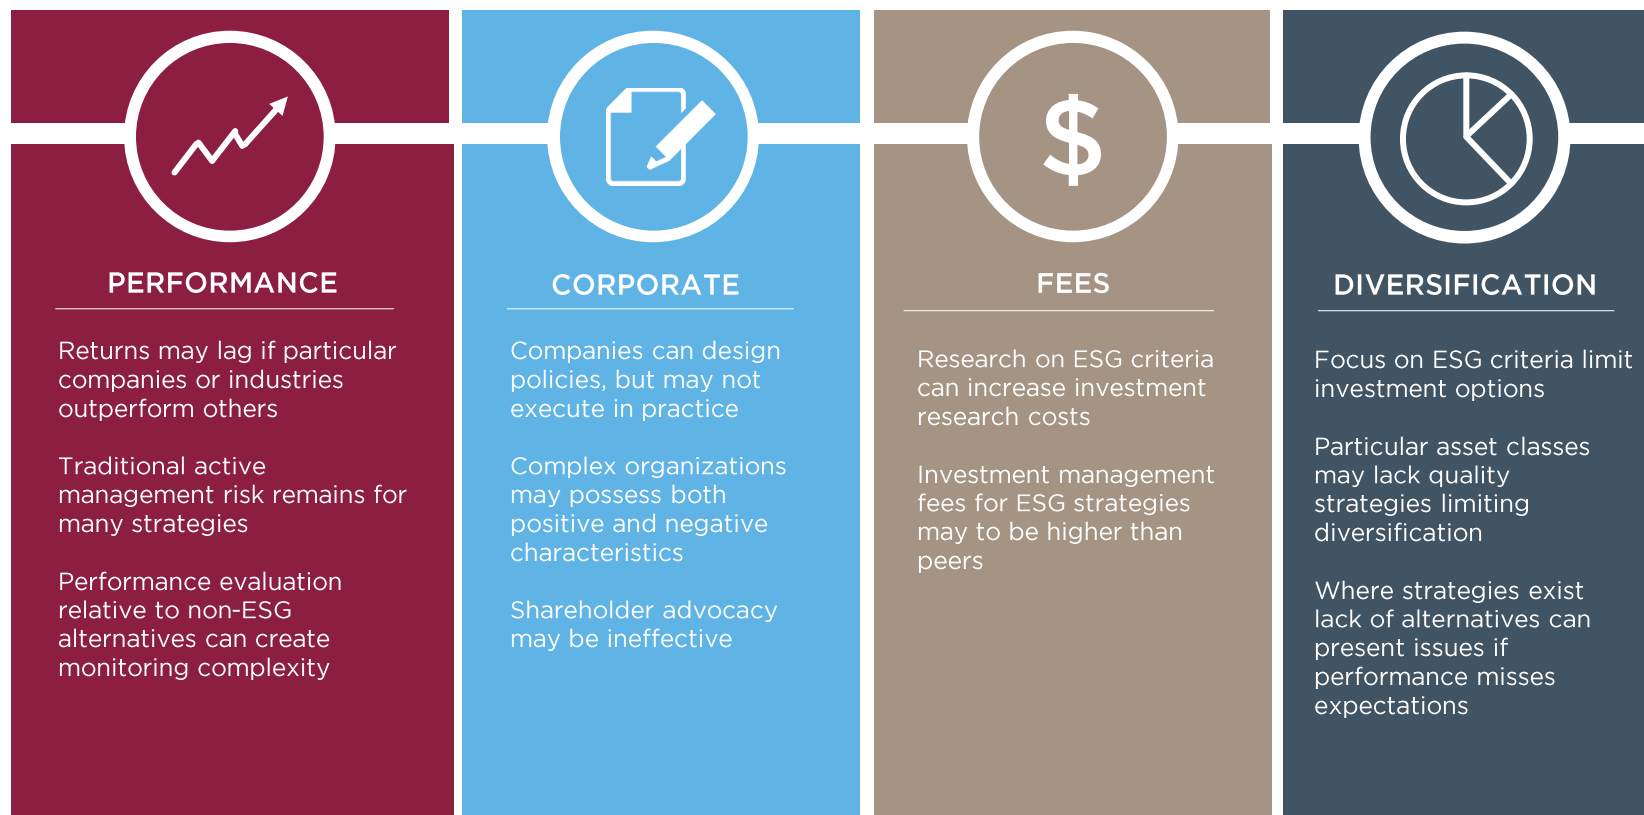 PERFORMANCE
Returns may lag if particular
companies or industries
outperform others
Traditional active
management risk remains for
many strategies
Performance evaluation
relative to non-ESG
alternatives can create
monitoring complexity
CORPORATE
Companies can design
policies, but may not
execute in practice
Complex organizations
may possess both
positive and negative
characteristics
Shareholder advocacy
may be ineffective
$
FEES
Research on ESG criteria
can increase investment
research costs
Investment management
fees for ESG strategies
may to be higher than
peers
DIVERSIFICATION
Focus on ESG criteria limit
investment options
Particular asset classes
may lack quality
strategies limiting
diversification
Where strategies exist
lack of alternatives can
present issues if
performance misses
expectations